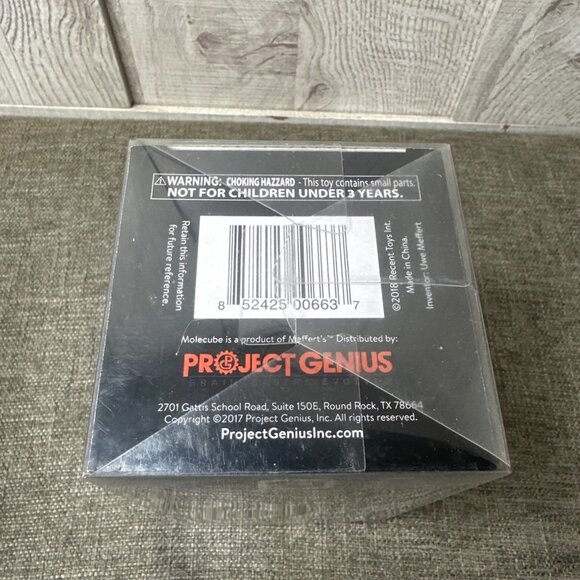 ⚠WARNING: CHOKING HAZZARD - This toy contains small parts.
NOT FOR CHILDREN UNDER 3 YEARS.
Retain this information
for future reference.
8 52425 00663 7
©2018 Recent Toys Int.
Made in China.
Inventor: Uwe Meffert
Molecube is a product of Meffert's™ Distributed by:
PROJECT GENIUS
2701 Gattis School Road, Suite 150E, Round Rock, TX 78664
Copyright ©2017 Project Genius, Inc. All rights reserved.
ProjectGeniusInc.com